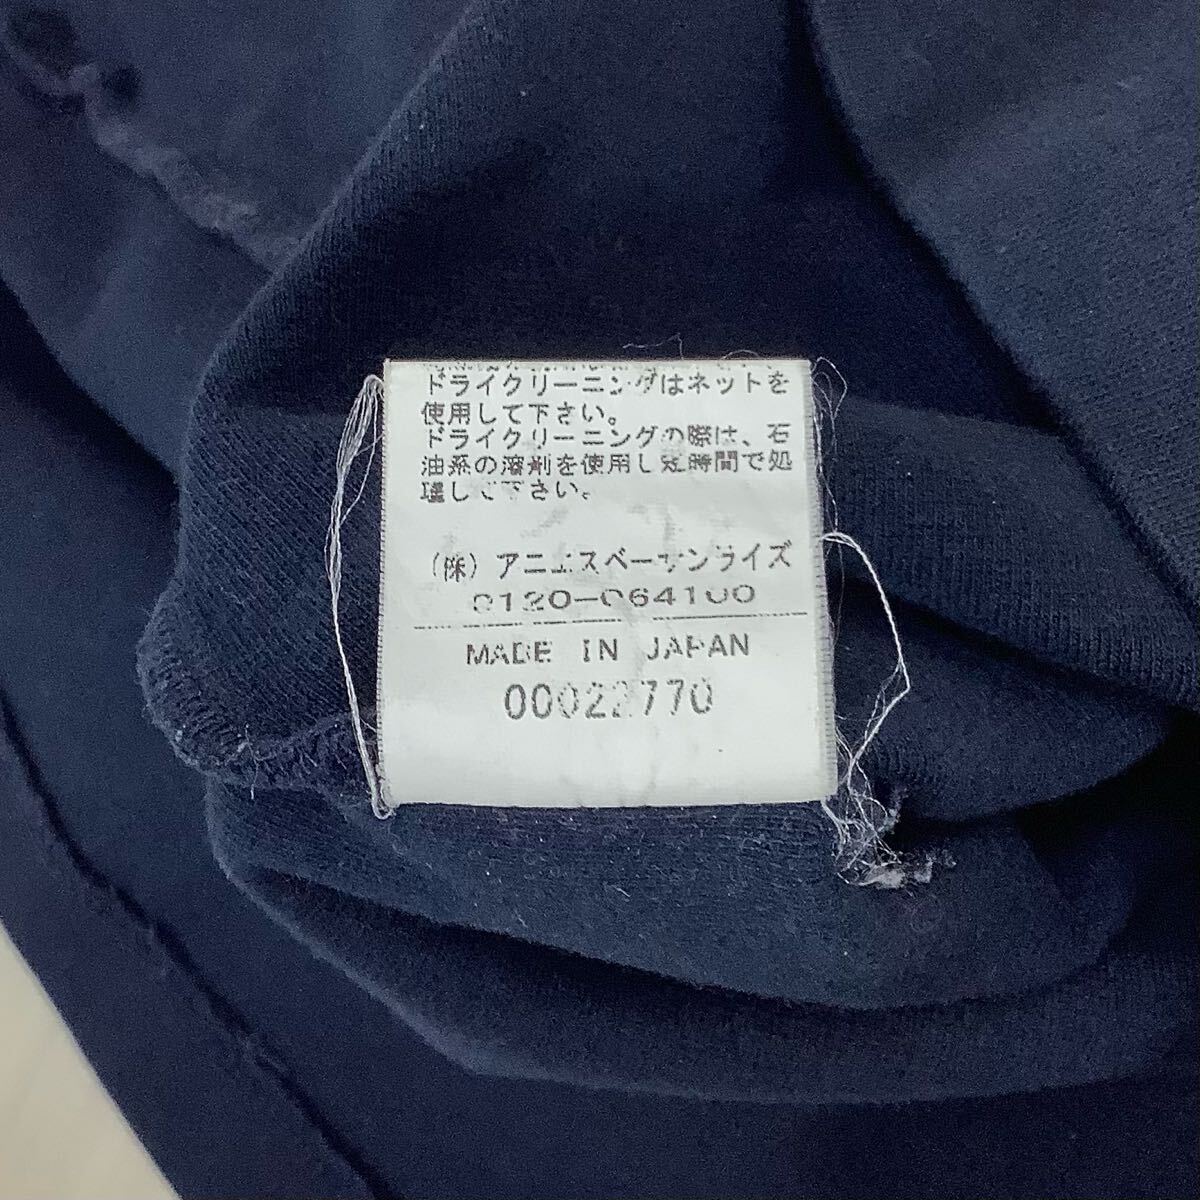 ドライクリーニングはネットを
使用して下さい。
ドライクリーニングの際は、石
油系の溶剤を使用し短時間で処
理して下さい。
(株) アニエスベーサンライズ
0120-064100
MADE IN JAPAN
00022770